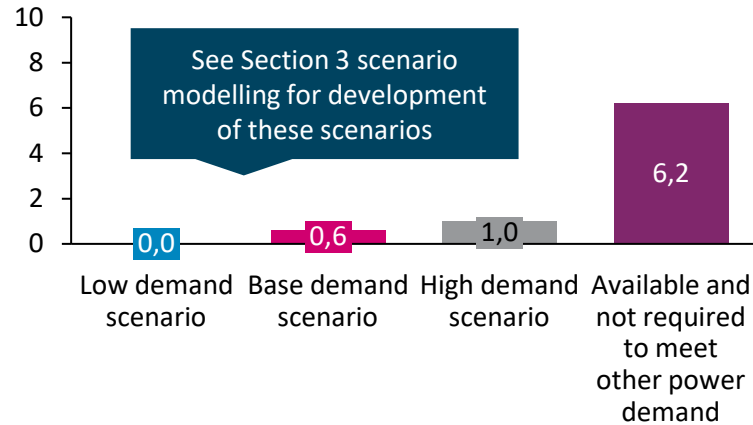 10
8
6
4
2
0
See Section 3 scenario
modelling for development
of these scenarios
0,0
0,6
1,0
6,2
Low demand
scenario
Base demand
scenario
High demand
scenario
Available and
not required
to meet
other power
demand